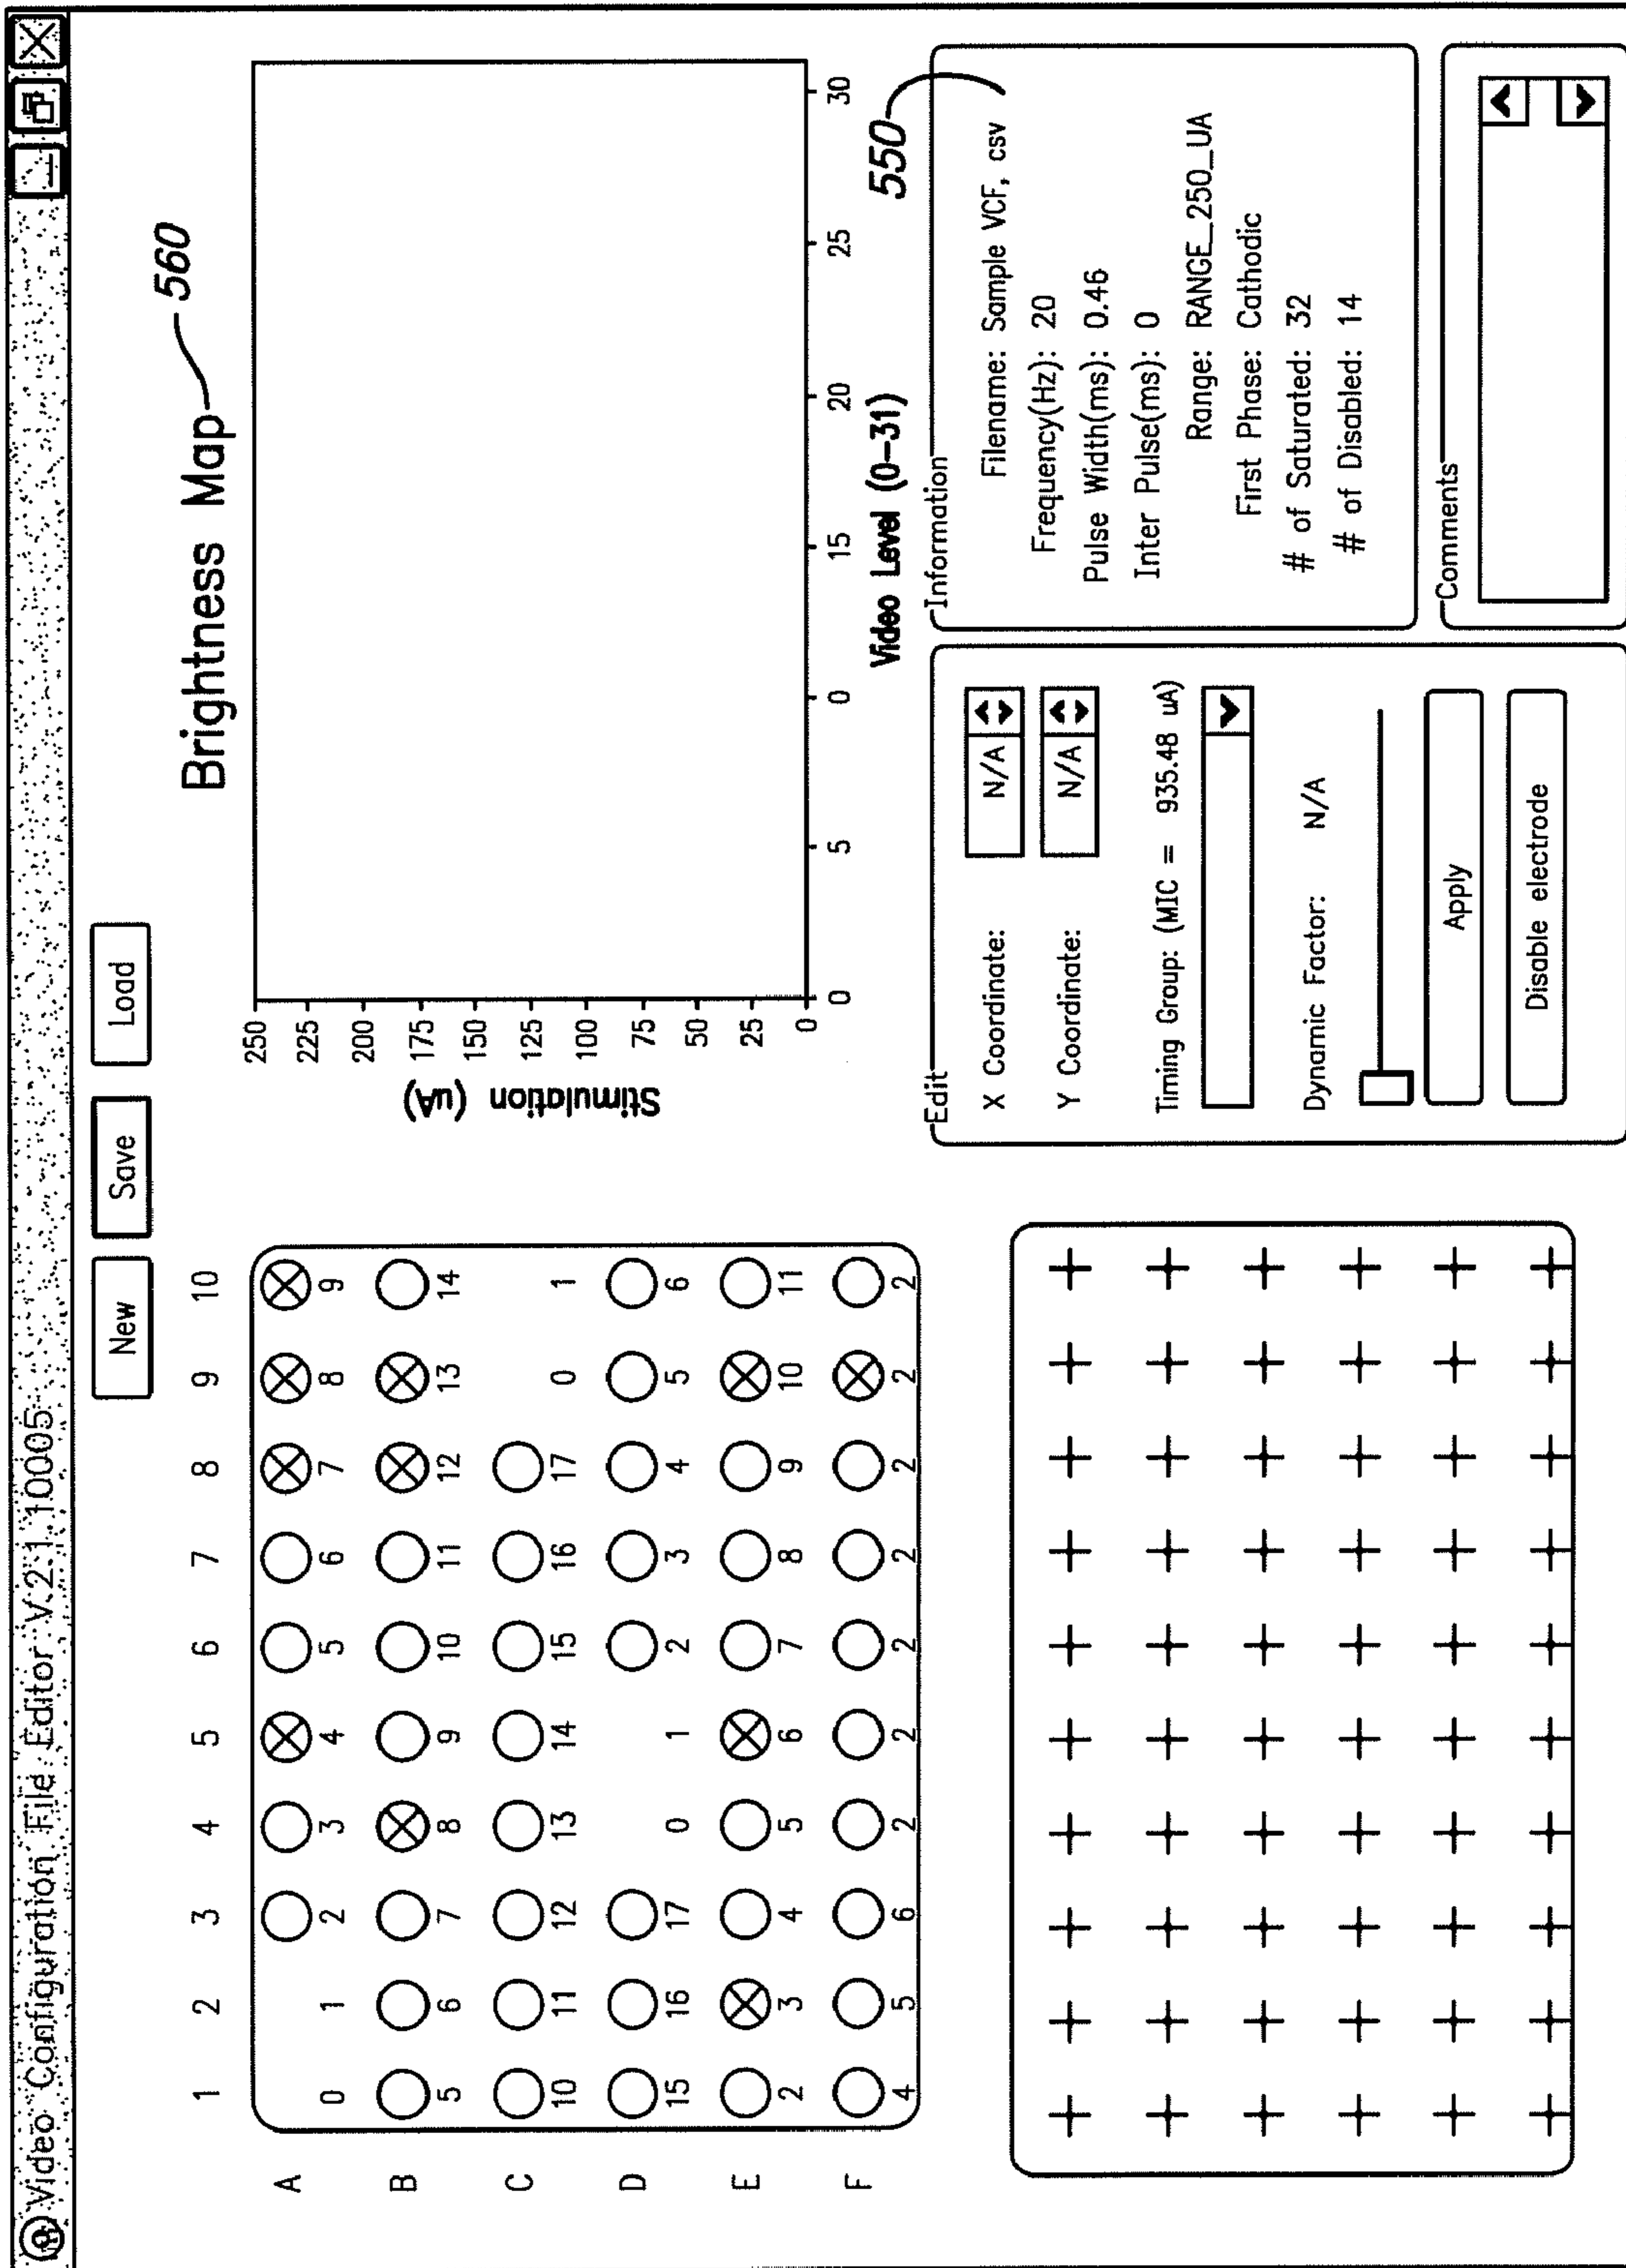 Video Configuration File Editor V.2.1.10005
New Save Load
1 2 3 4 5 6 7 8 9 10
A
0 1 2 3 4 5 6 7 8 9
B
5 6 7 8 9 10 11 12 13 14
C
10 11 12 13 14 15 16 17 0 1
D
15 16 17 0 1 2 3 4 5 6
E
2 3 4 5 6 7 8 9 10 11
F
4 5 6 2 2 2 2 2 2 2
Brightness Map 560
Stimulation (uA)
250
225
200
175
150
125
100
75
50
25
0
0 5 0 15 20 25 30
Video Level (0-31)
550
Edit
X Coordinate: N/A
Y Coordinate: N/A
Timing Group: (MIC = 935.48 uA)
Dynamic Factor: N/A
Apply
Disable electrode
Information
Filename: Sample VCF, csv
Frequency(Hz): 20
Pulse Width(ms): 0.46
Inter Pulse(ms): 0
Range: RANGE_250_UA
First Phase: Cathodic
# of Saturated: 32
# of Disabled: 14
Comments